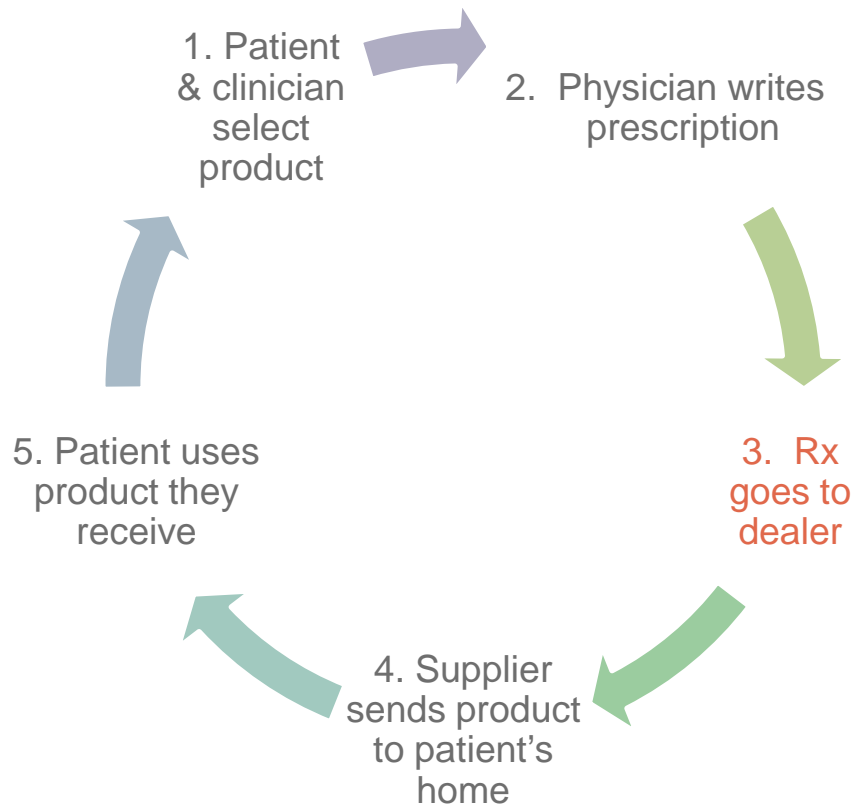 1. Patient
& clinician
select
product
2. Physician writes
prescription
3. Rx
goes to
dealer
4. Supplier
sends product
to patient’s
home
5. Patient uses
product they
receive